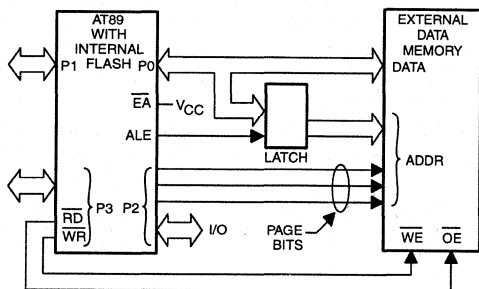 AT89
WITH
INTERNAL
FLASH
P1
P0
EA
VCC
ALE
LATCH
EXTERNAL
DATA
MEMORY
DATA
ADDR
P3
P2
RD
WR
I/O
PAGE
BITS
WE
OE